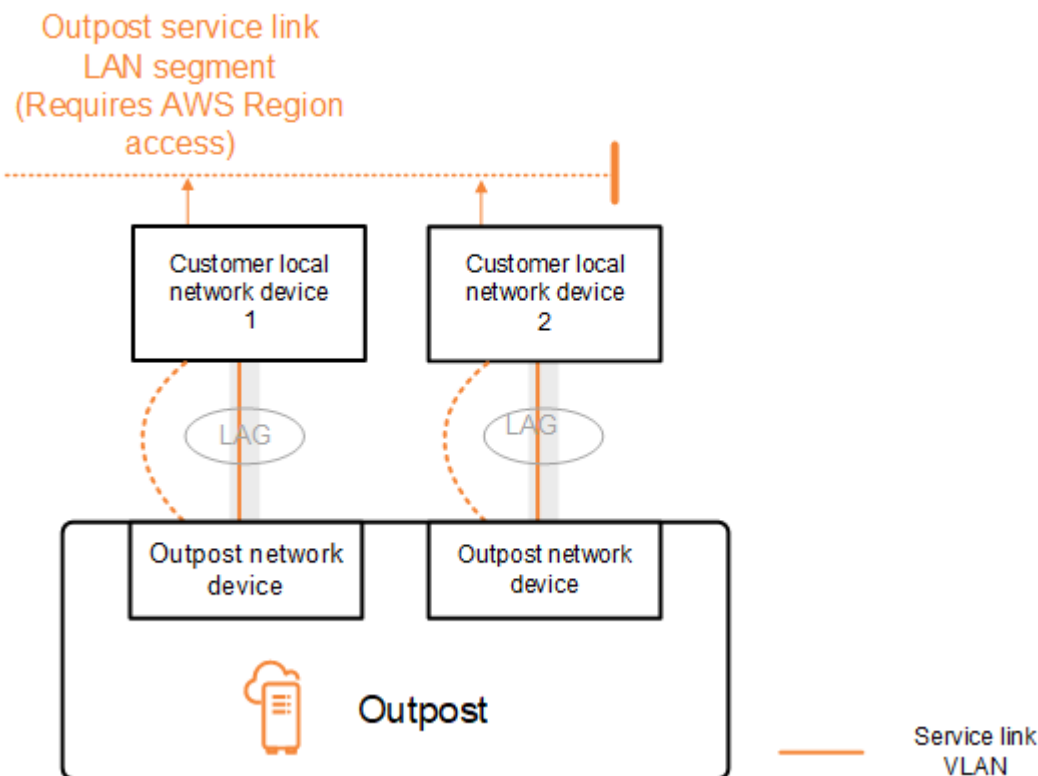 Outpost service link
LAN segment
(Requires AWS Region
access)
Customer local
network device
1
Customer local
network device
2
LAG
LAG
Outpost network
device
Outpost network
device
Outpost
Service link
VLAN